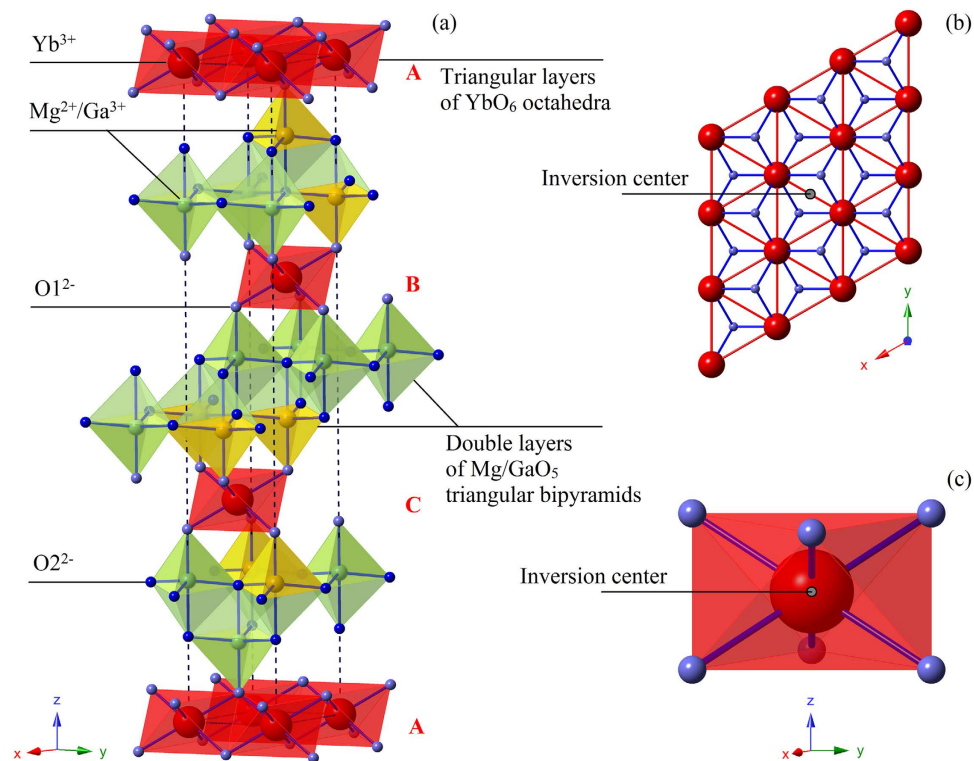 (a)
Yb³⁺
A
Triangular layers
of YbO₆ octahedra
Mg²⁺/Ga³⁺
B
O1²⁻
Double layers
of Mg/GaO₅
triangular bipyramids
C
O2²⁻
A
z
x
y
(b)
Inversion center
y
x
(c)
Inversion center
z
x
y